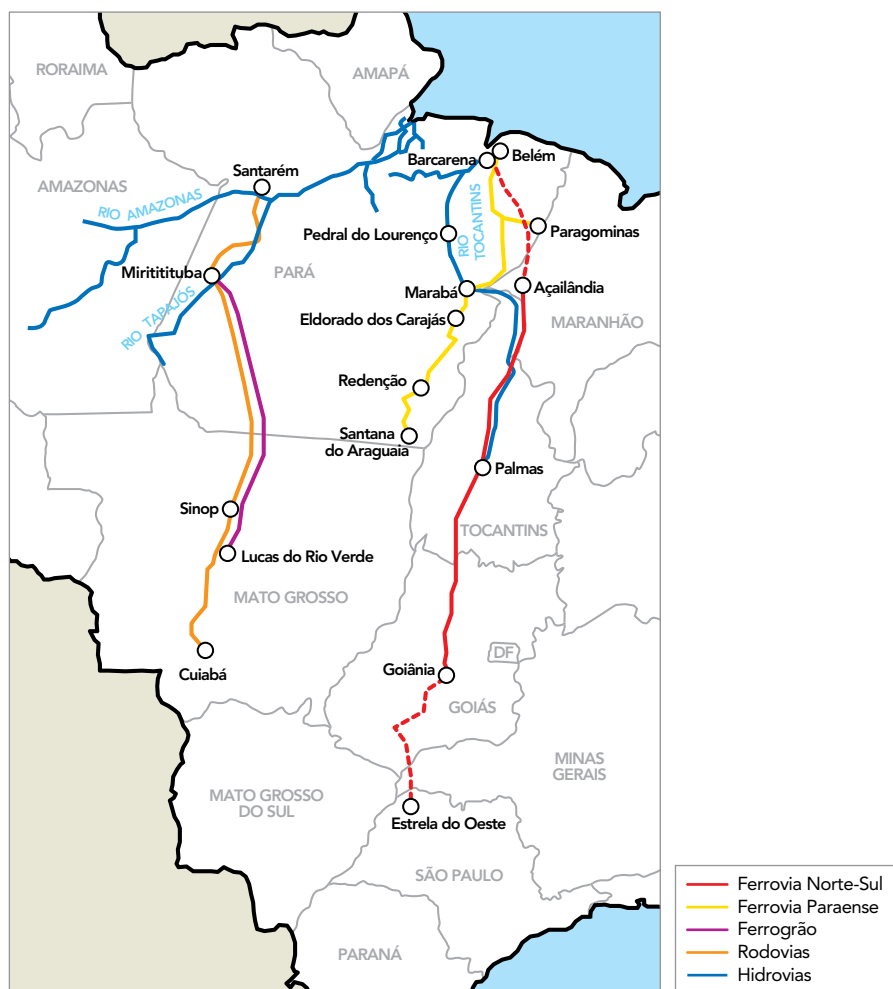 RORAIMA
AMAPÁ
Barcarena
Belém
Santarém
AMAZONAS
RIO AMAZONAS
RIO
TOCANTINS
Paragominas
Pedral do Lourenço
Miritituba
PARÁ
Marabá
Açailândia
RIO TAPAJÓS
Eldorado dos Carajás
MARANHÃO
Redenção
Santana
do Araguaia
Palmas
Sinop
TOCANTINS
Lucas do Rio Verde
MATO GROSSO
DF
Cuiabá
Goiânia
GOIÁS
MINAS
GERAIS
MATO GROSSO
DO SUL
Estrela do Oeste
SÃO PAULO
PARANÁ
Ferrovia Norte-Sul
Ferrovia Paraense
Ferrogrão
Rodovias
Hidrovias